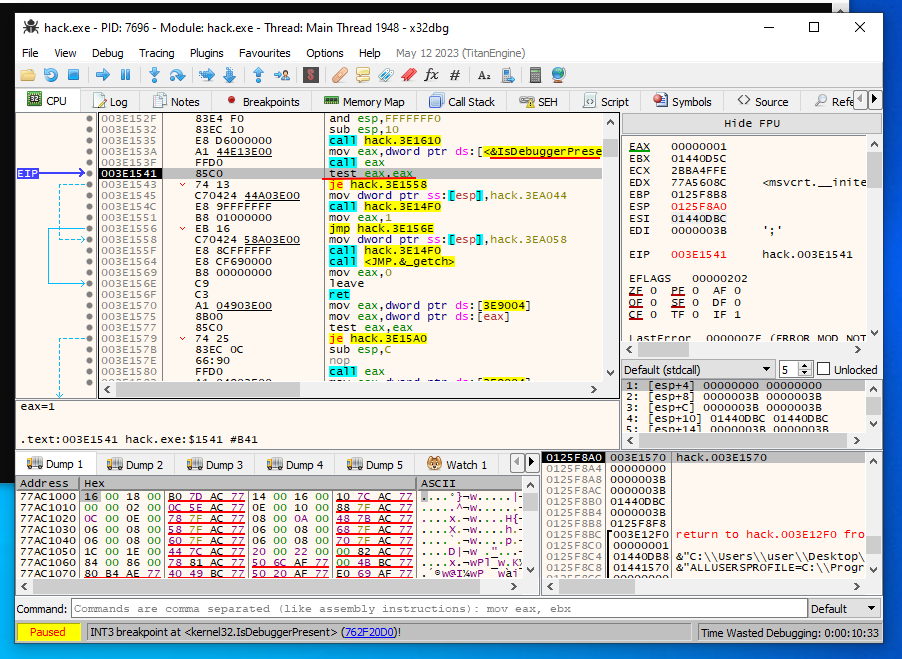 hack.exe - PID: 7696 - Module: hack.exe - Thread: Main Thread 1948 - x32dbg
File View Debug Tracing Plugins Favourites Options Help May 12 2023 (TitanEngine)
CPU Log Notes Breakpoints Memory Map Call Stack SEH Script Symbols Source Refe
003E152F 83E4 F0 and esp,FFFFFFF0
003E1532 83EC 10 sub esp,10
003E1535 E8 D6000000 call hack.3E1610
003E153A A1 44E13E00 mov eax,dword ptr ds:[<&IsDebuggerPrese
003E153F FFD0 call eax
EIP 003E1541 85C0 test eax,eax
003E1543 74 13 je hack.3E1558
003E1545 C70424 44A03E00 mov dword ptr ss:[esp],hack.3EA044
003E154C E8 9FFFFFFF call hack.3E14F0
003E1551 B8 01000000 mov eax,1
003E1556 EB 16 jmp hack.3E156E
003E1558 C70424 58A03E00 mov dword ptr ss:[esp],hack.3EA058
003E155F E8 8CFFFFFF call hack.3E14F0
003E1564 E8 CF690000 call <JMP.&_getch>
003E1569 B8 00000000 mov eax,0
003E156E C9 leave
003E156F C3 ret
003E1570 A1 04903E00 mov eax,dword ptr ds:[3E9004]
003E1575 8B00 mov eax,dword ptr ds:[eax]
003E1577 85C0 test eax,eax
003E1579 74 25 je hack.3E15A0
003E157B 83EC 0C sub esp,C
003E157E 66:90 nop
003E1580 FFD0 call eax
Hide FPU
EAX 00000001
EBX 01440D5C
ECX 2BBA4FFE
EDX 77A5608C <msvcrt.__inite
EBP 0125F8B8
ESP 0125F8A0
ESI 01440DBC
EDI 0000003B ';'
EIP 003E1541 hack.003E1541
EFLAGS 00000202
ZF 0 PF 0 AF 0
OF 0 SF 0 DF 0
CF 0 TF 0 IF 1
LastError 0000007E (ERROR_MOD_NOT
Default (stdcall) 5 Unlocked
1: [esp+4] 00000000 00000000
2: [esp+8] 0000003B 0000003B
3: [esp+C] 0000003B 0000003B
4: [esp+10] 01440DBC 01440DBC
5: [esp+14] 0000003B 0000003B
eax=1
.text:003E1541 hack.exe:$1541 #B41
Dump 1 Dump 2 Dump 3 Dump 4 Dump 5 Watch 1
Address Hex ASCII
77AC1000 16 00 18 00 B0 7D AC 77 14 00 16 00 10 7C AC 77
77AC1010 00 00 02 00 0C 5E AC 77 0E 00 10 00 88 7F AC 77
77AC1020 0C 00 0E 00 78 7F AC 77 08 00 0A 00 48 7B AC 77
77AC1030 06 00 08 00 58 7F AC 77 06 00 08 00 68 7F AC 77
77AC1040 06 00 08 00 60 7F AC 77 06 00 08 00 70 7F AC 77
77AC1050 1C 00 1E 00 44 7C AC 77 20 00 22 00 00 82 AC 77
77AC1060 84 00 86 00 78 81 AC 77 50 6C AF 77 00 4B BC 77
77AC1070 80 B4 AE 77 40 49 BC 77 50 20 AF 77 E0 69 AF 77
0125F8A0 003E1570 hack.003E1570
0125F8A4 00000000
0125F8A8 0000003B
0125F8AC 0000003B
0125F8B0 01440DBC
0125F8B4 0000003B
0125F8B8 0125F8F8
0125F8BC 003E12F0 return to hack.003E12F0 fro
0125F8C0 00000001
0125F8C4 01440DB8 &"C:\\Users\\user\\Desktop\
0125F8C8 01441570 &"ALLUSERSPROFILE=C:\\Progr
Command: Commands are comma separated (like assembly instructions): mov eax, ebx Default
Paused INT3 breakpoint at <kernel32.IsDebuggerPresent> (762F20D0)! Time Wasted Debugging: 0:00:10:33